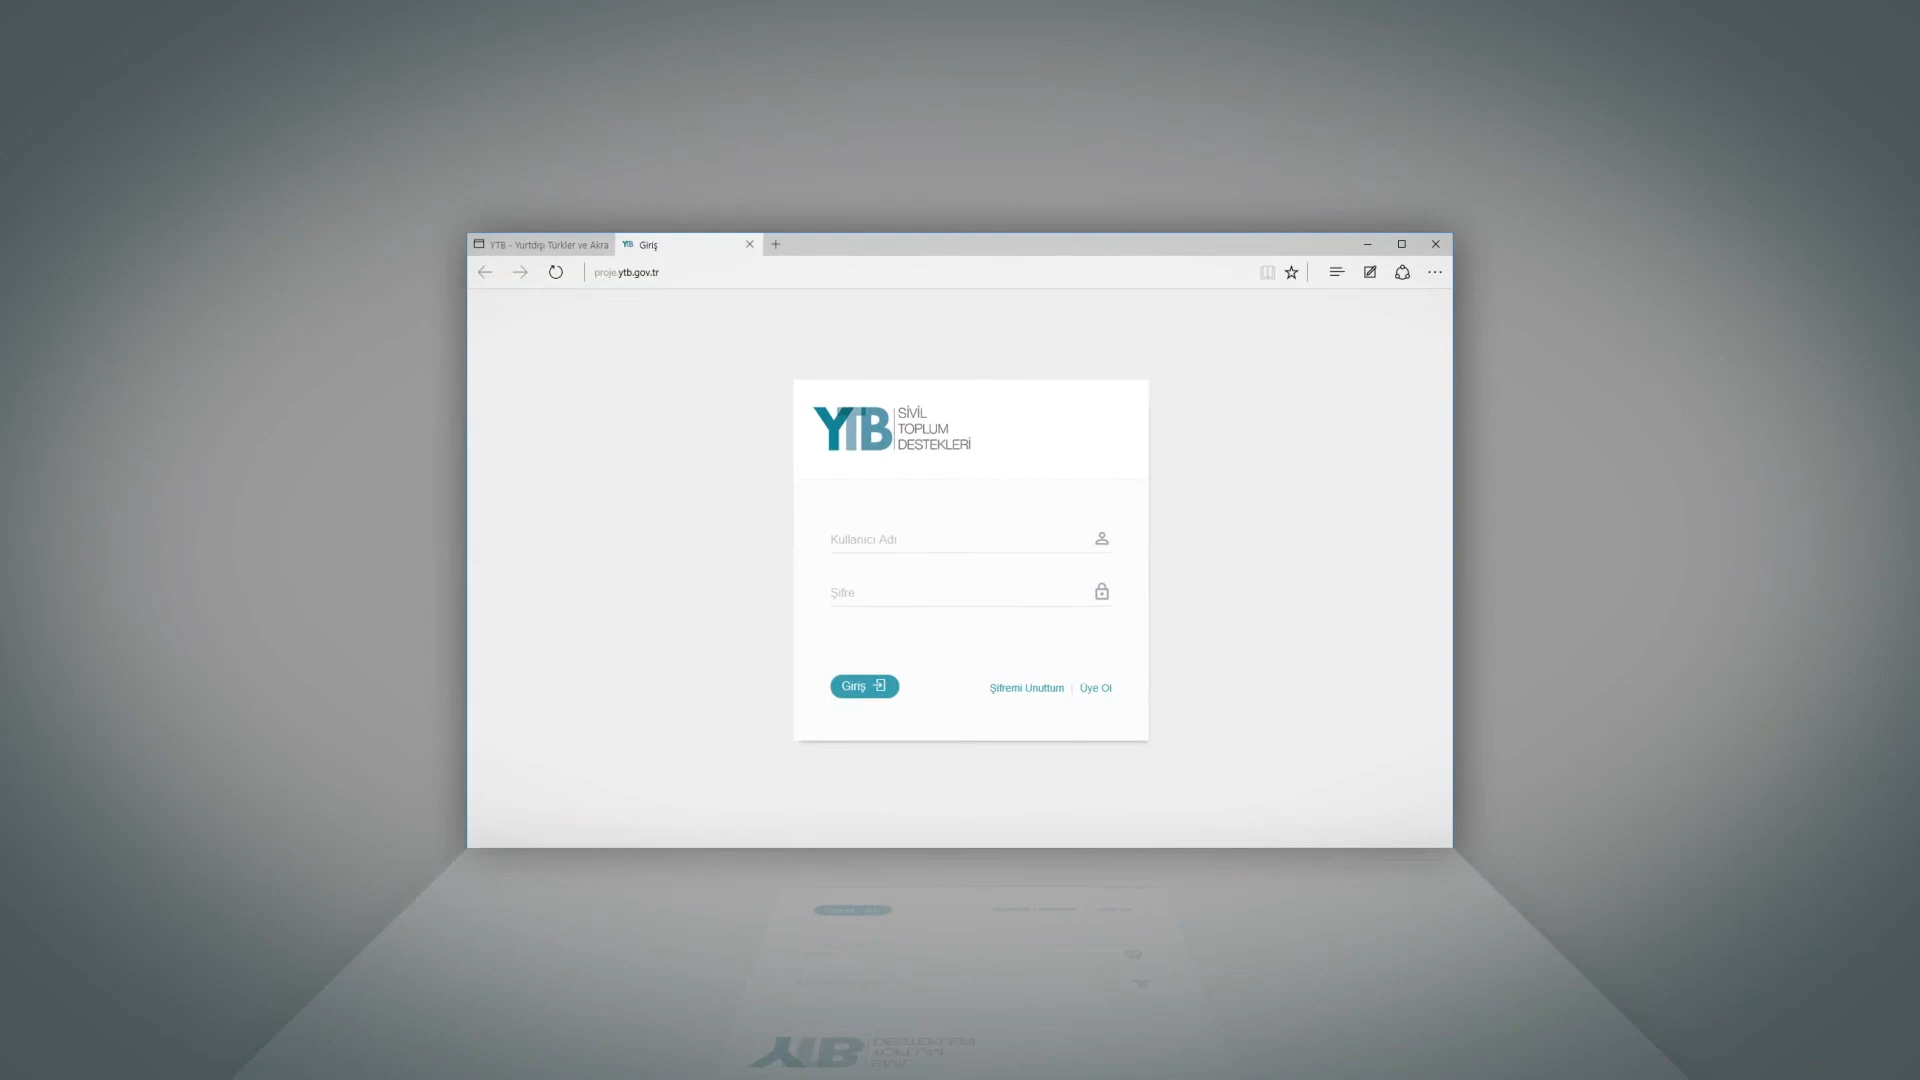 YTB - Yurtdışı Türkler ve Akra
YTB Giriş
proje.ytb.gov.tr
YTB SİVİL
TOPLUM
DESTEKLERİ
Kullanıcı Adı
Şifre
Giriş
Şifremi Unuttum | Üye Ol